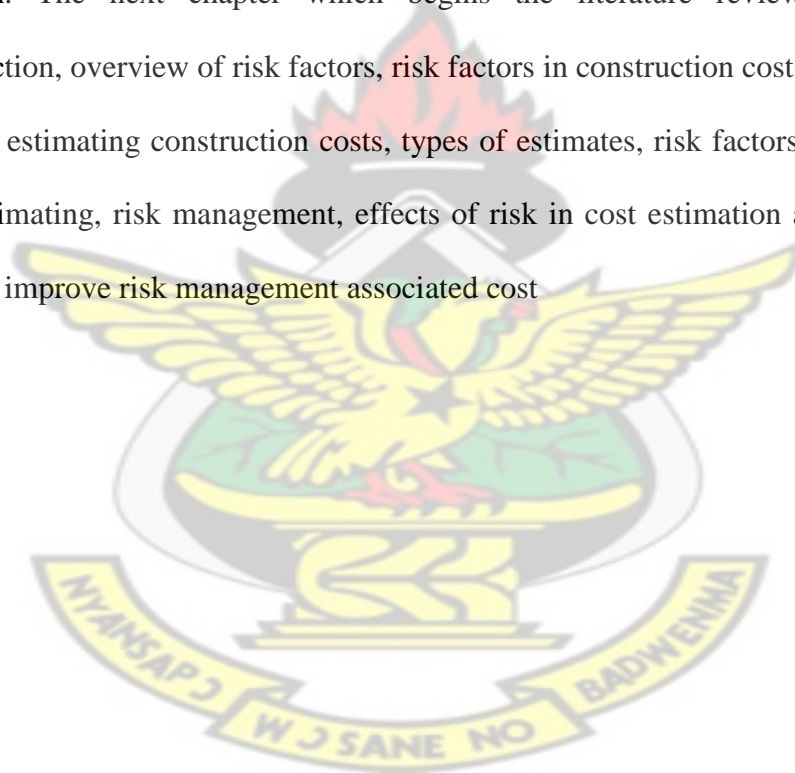 The next chapter which begins the literature review
ction, overview of risk factors, risk factors in construction cost
estimating construction costs, types of estimates, risk factors
imating, risk management, effects of risk in cost estimation a
improve risk management associated cost
NYANSAPƆ WƆSANE NO BADWENMA